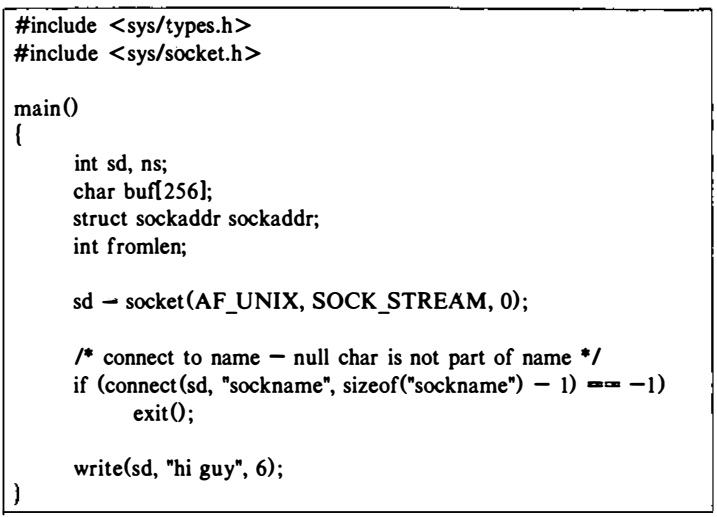 #include <sys/types.h>
#include <sys/socket.h>
main()
{
int sd, ns;
char buf[256];
struct sockaddr sockaddr;
int fromlen;
sd = socket(AF_UNIX, SOCK_STREAM, 0);
/* connect to name — null char is not part of name */
if (connect(sd, "sockname", sizeof("sockname") − 1) == −1)
exit();
write(sd, "hi guy", 6);
}